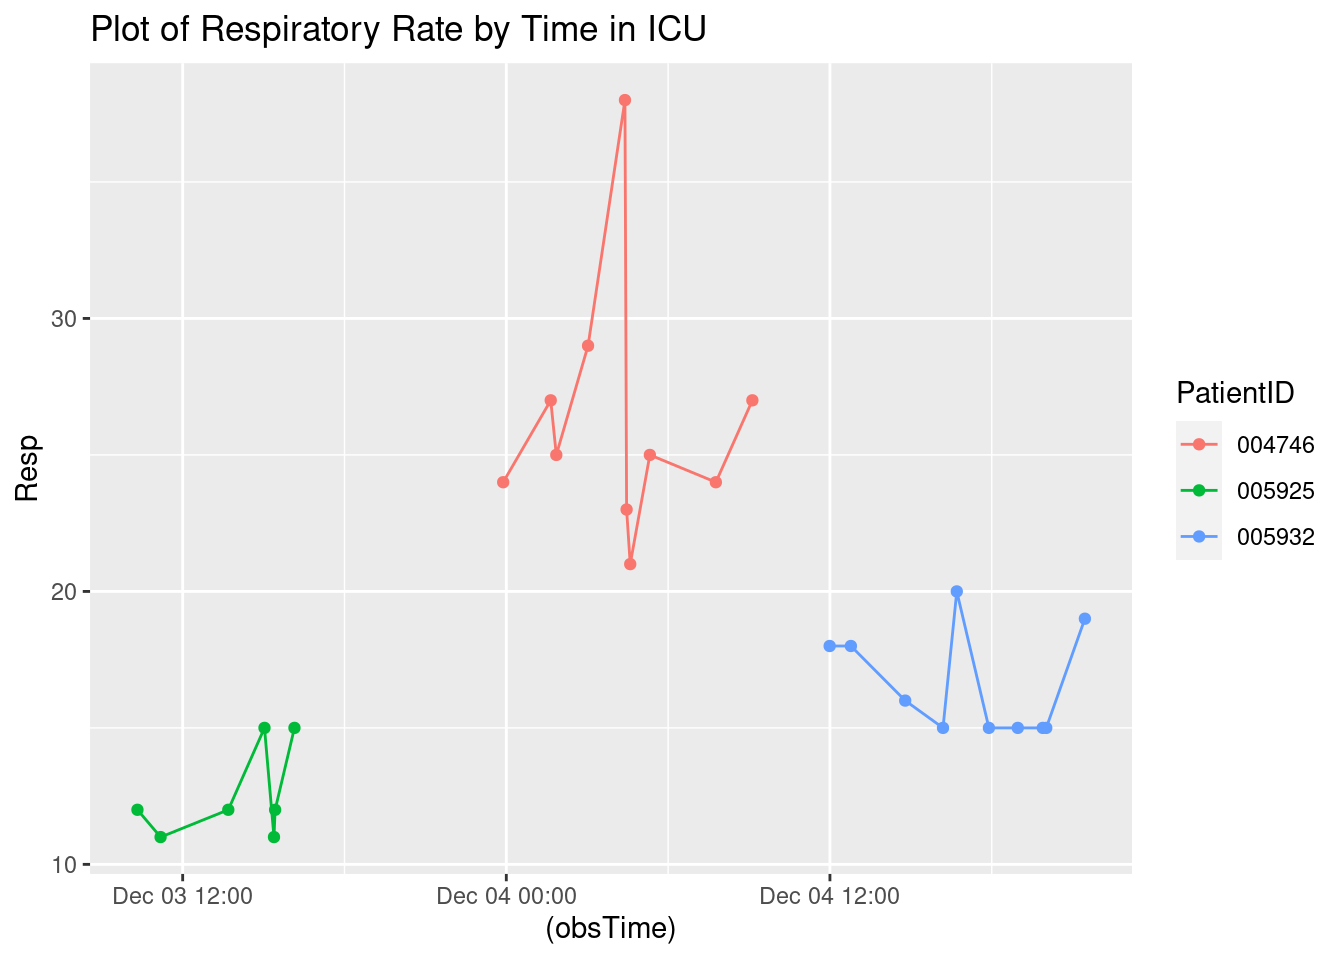 Plot of Respiratory Rate by Time in ICU
Resp
30
20
10
Dec 03 12:00
Dec 04 00:00
Dec 04 12:00
(obsTime)
PatientID
004746
005925
005932